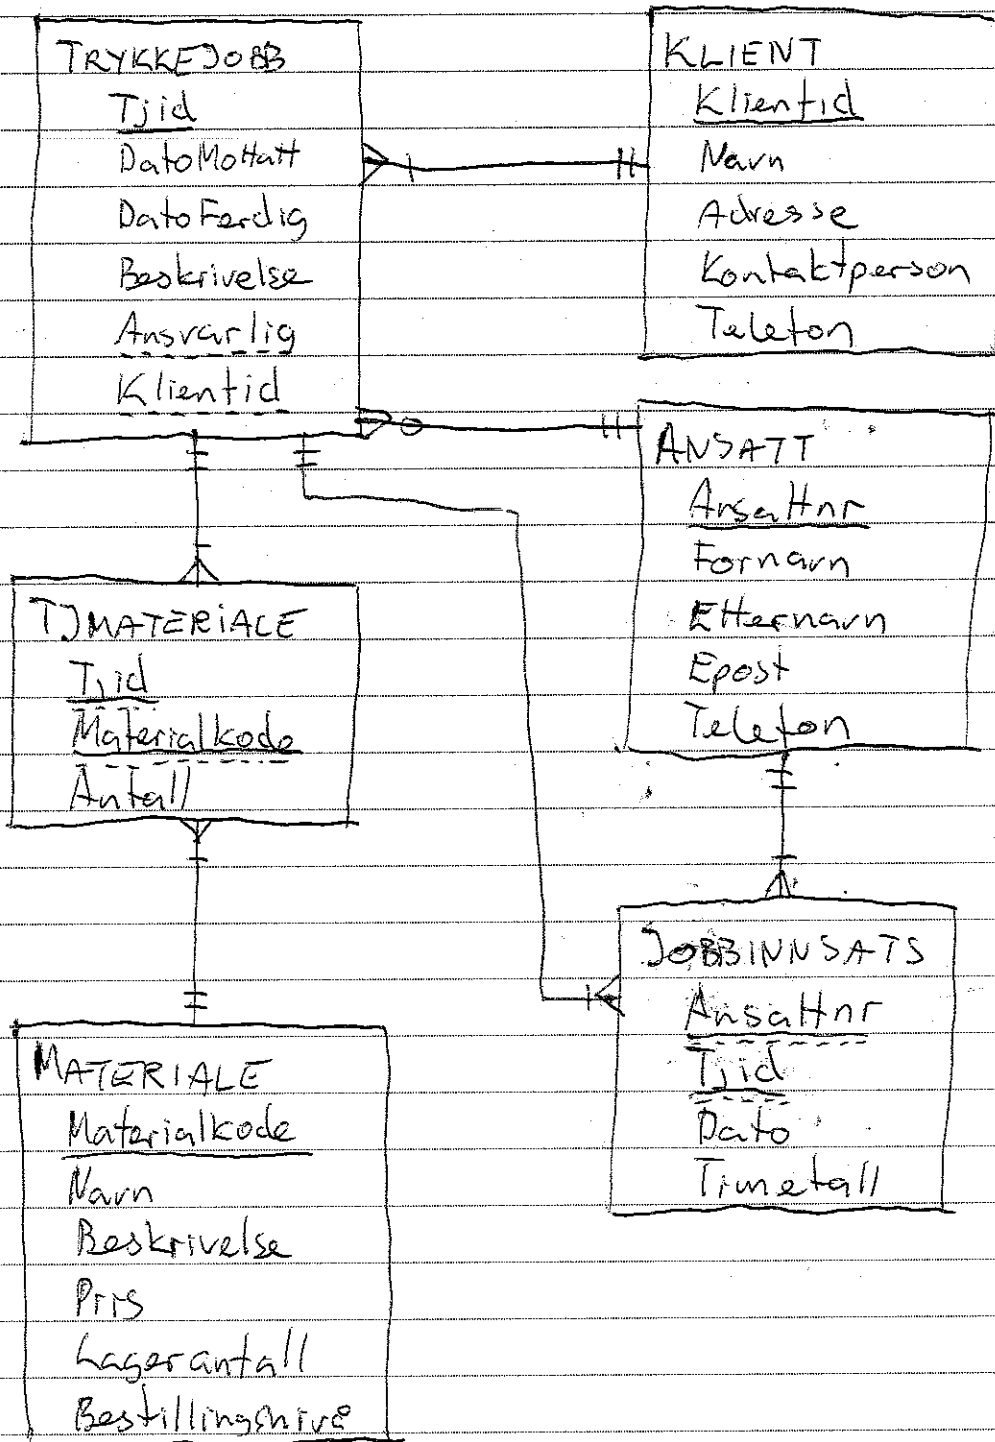 TRYKKEJOBB
Tjid
DatoMottatt
DatoFerdig
Beskrivelse
Ansvarlig
Klientid
KLIENT
Klientid
Navn
Adresse
Kontaktperson
Telefon
ANSATT
Ansattnr
Fornavn
Etternavn
Epost
Telefon
TJMATERIALE
Tjid
Materialkode
Antall
JOBBINNSATS
Ansattnr
Tjid
Dato
Timetall
MATERIALE
Materialkode
Navn
Beskrivelse
Pris
Lagerantall
Bestillingsnivå